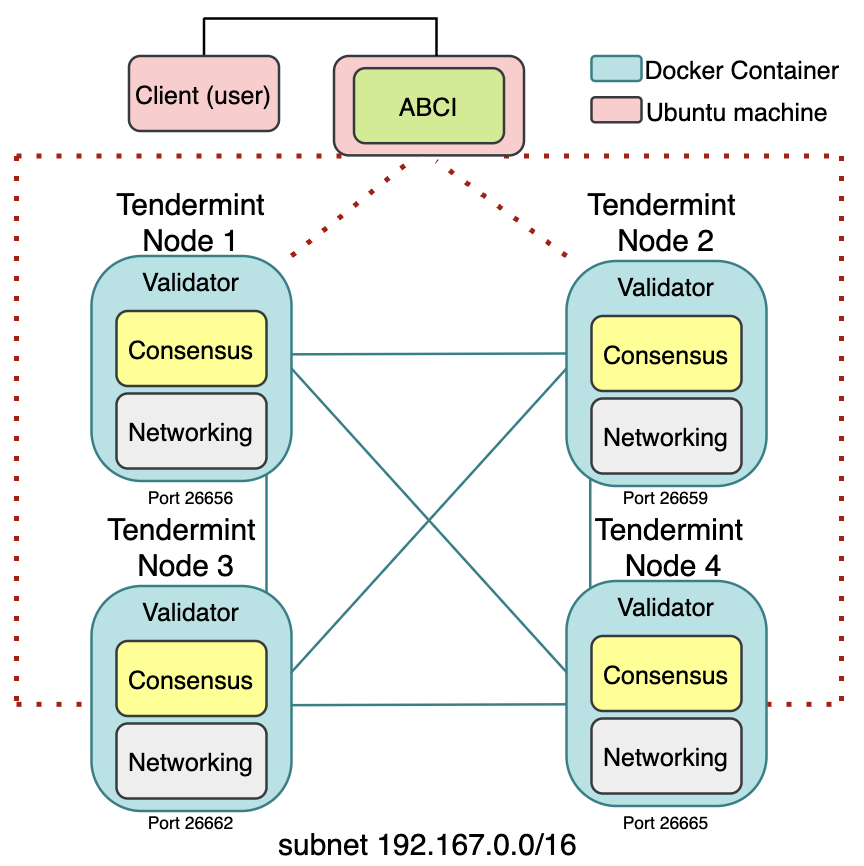 Client (user)
ABCI
Docker Container
Ubuntu machine
Tendermint
Node 1
Validator
Consensus
Networking
Port 26656
Tendermint
Node 2
Validator
Consensus
Networking
Port 26659
Tendermint
Node 3
Validator
Consensus
Networking
Port 26662
Tendermint
Node 4
Validator
Consensus
Networking
Port 26665
subnet 192.167.0.0/16